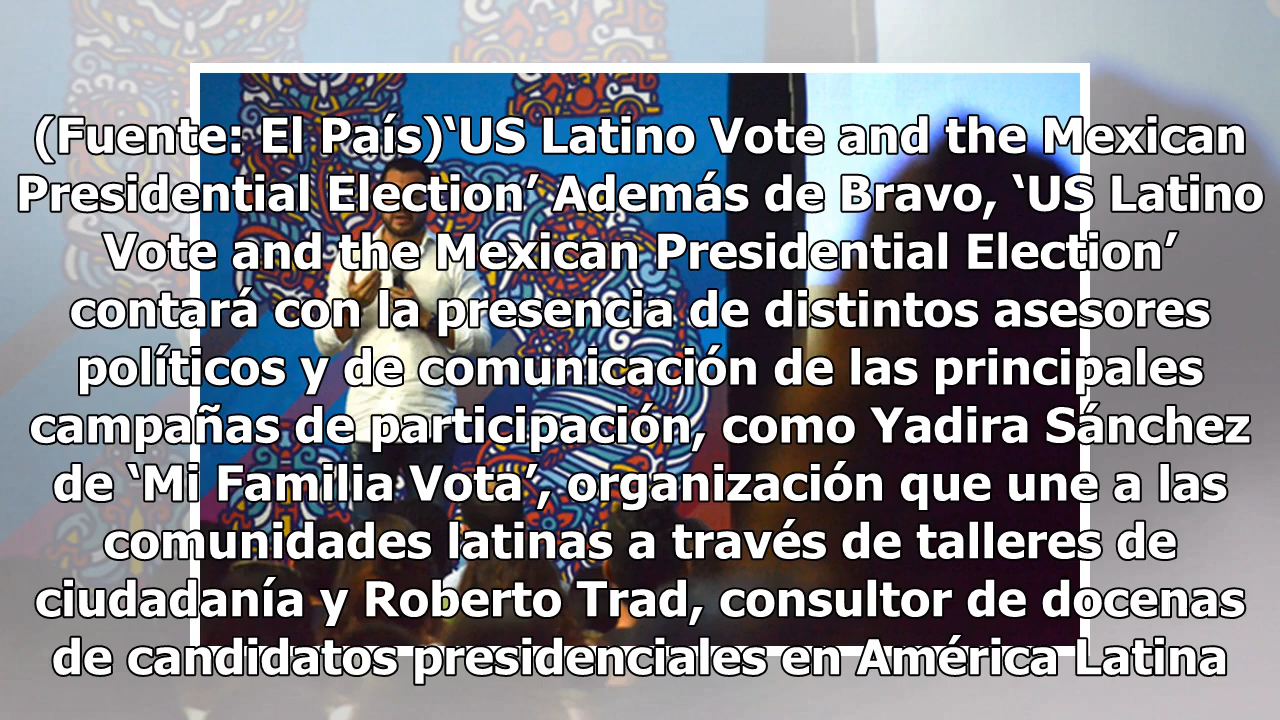 (Fuente: El País)‘US Latino Vote and the Mexican
Presidential Election’ Además de Bravo, ‘US Latino
Vote and the Mexican Presidential Election’
contará con la presencia de distintos asesores
políticos y de comunicación de las principales
campañas de participación, como Yadira Sánchez
de ‘Mi Familia Vota’, organización que une a las
comunidades latinas a través de talleres de
ciudadanía y Roberto Trad, consultor de docenas
de candidatos presidenciales en América Latina